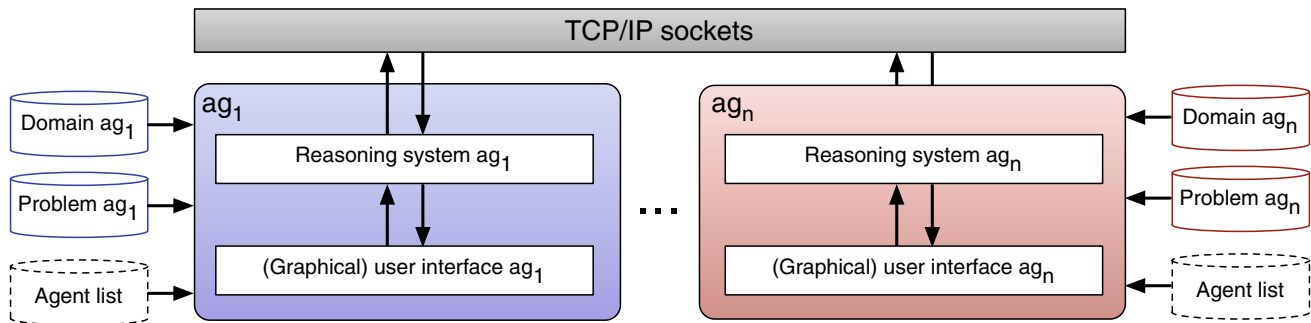 TCP/IP sockets
ag1
agn
Domain ag1
Domain agn
Reasoning system ag1
Reasoning system agn
Problem ag1
Problem agn
...
(Graphical) user interface ag1
(Graphical) user interface agn
Agent list
Agent list